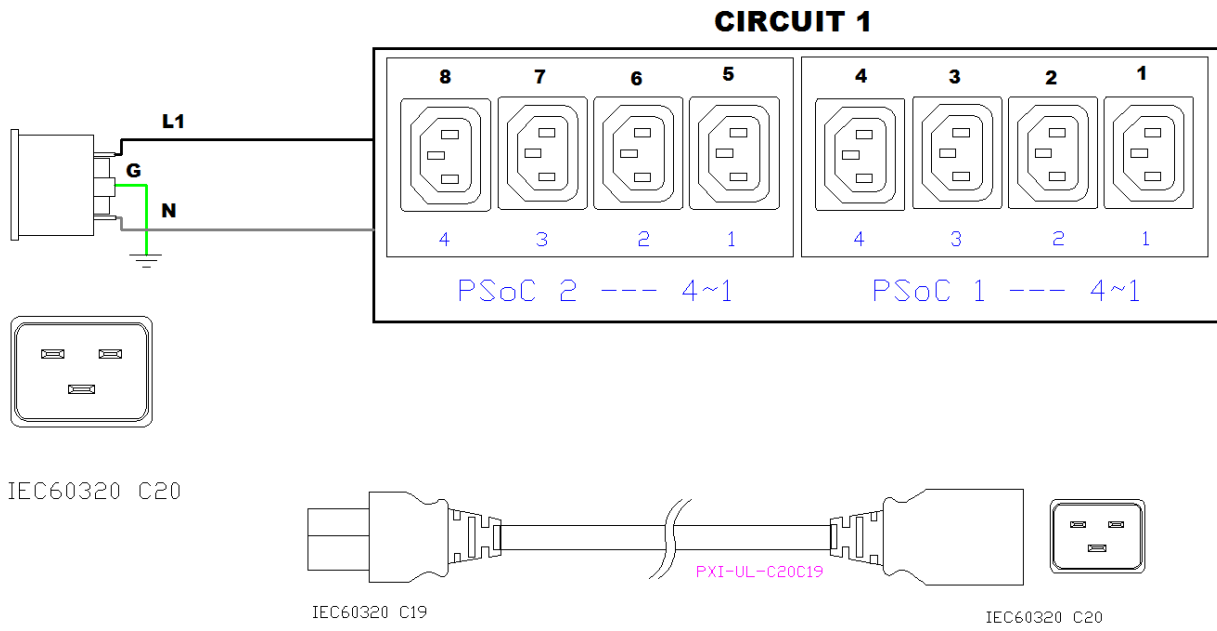 CIRCUIT 1
8 7 6 5 4 3 2 1
L1
G
N
4 3 2 1 4 3 2 1
PSoC 2 --- 4~1 PSoC 1 --- 4~1
IEC60320 C20
PXI-UL-C20C19
IEC60320 C19
IEC60320 C20